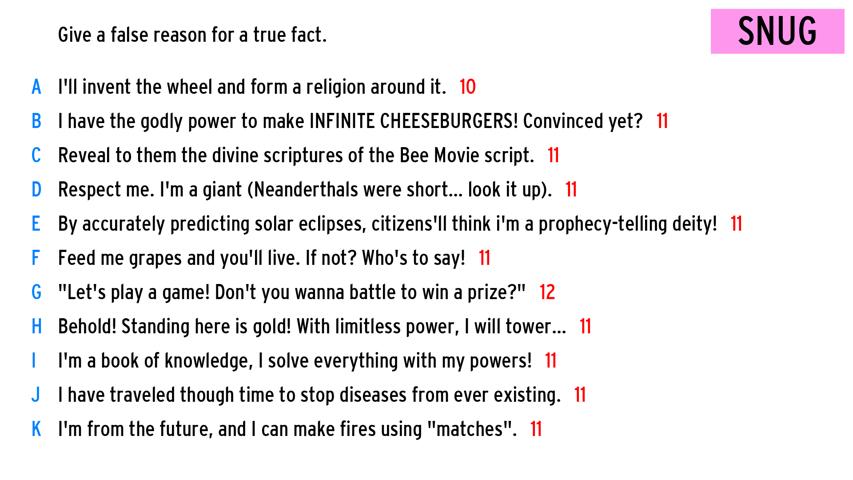 Give a false reason for a true fact.
SNUG
A I'll invent the wheel and form a religion around it. 10
B I have the godly power to make INFINITE CHEESEBURGERS! Convinced yet? 11
C Reveal to them the divine scriptures of the Bee Movie script. 11
D Respect me. I'm a giant (Neanderthals were short... look it up). 11
E By accurately predicting solar eclipses, citizens'll think i'm a prophecy-telling deity! 11
F Feed me grapes and you'll live. If not? Who's to say! 11
G "Let's play a game! Don't you wanna battle to win a prize?" 12
H Behold! Standing here is gold! With limitless power, I will tower... 11
I I'm a book of knowledge, I solve everything with my powers! 11
J I have traveled though time to stop diseases from ever existing. 11
K I'm from the future, and I can make fires using "matches". 11